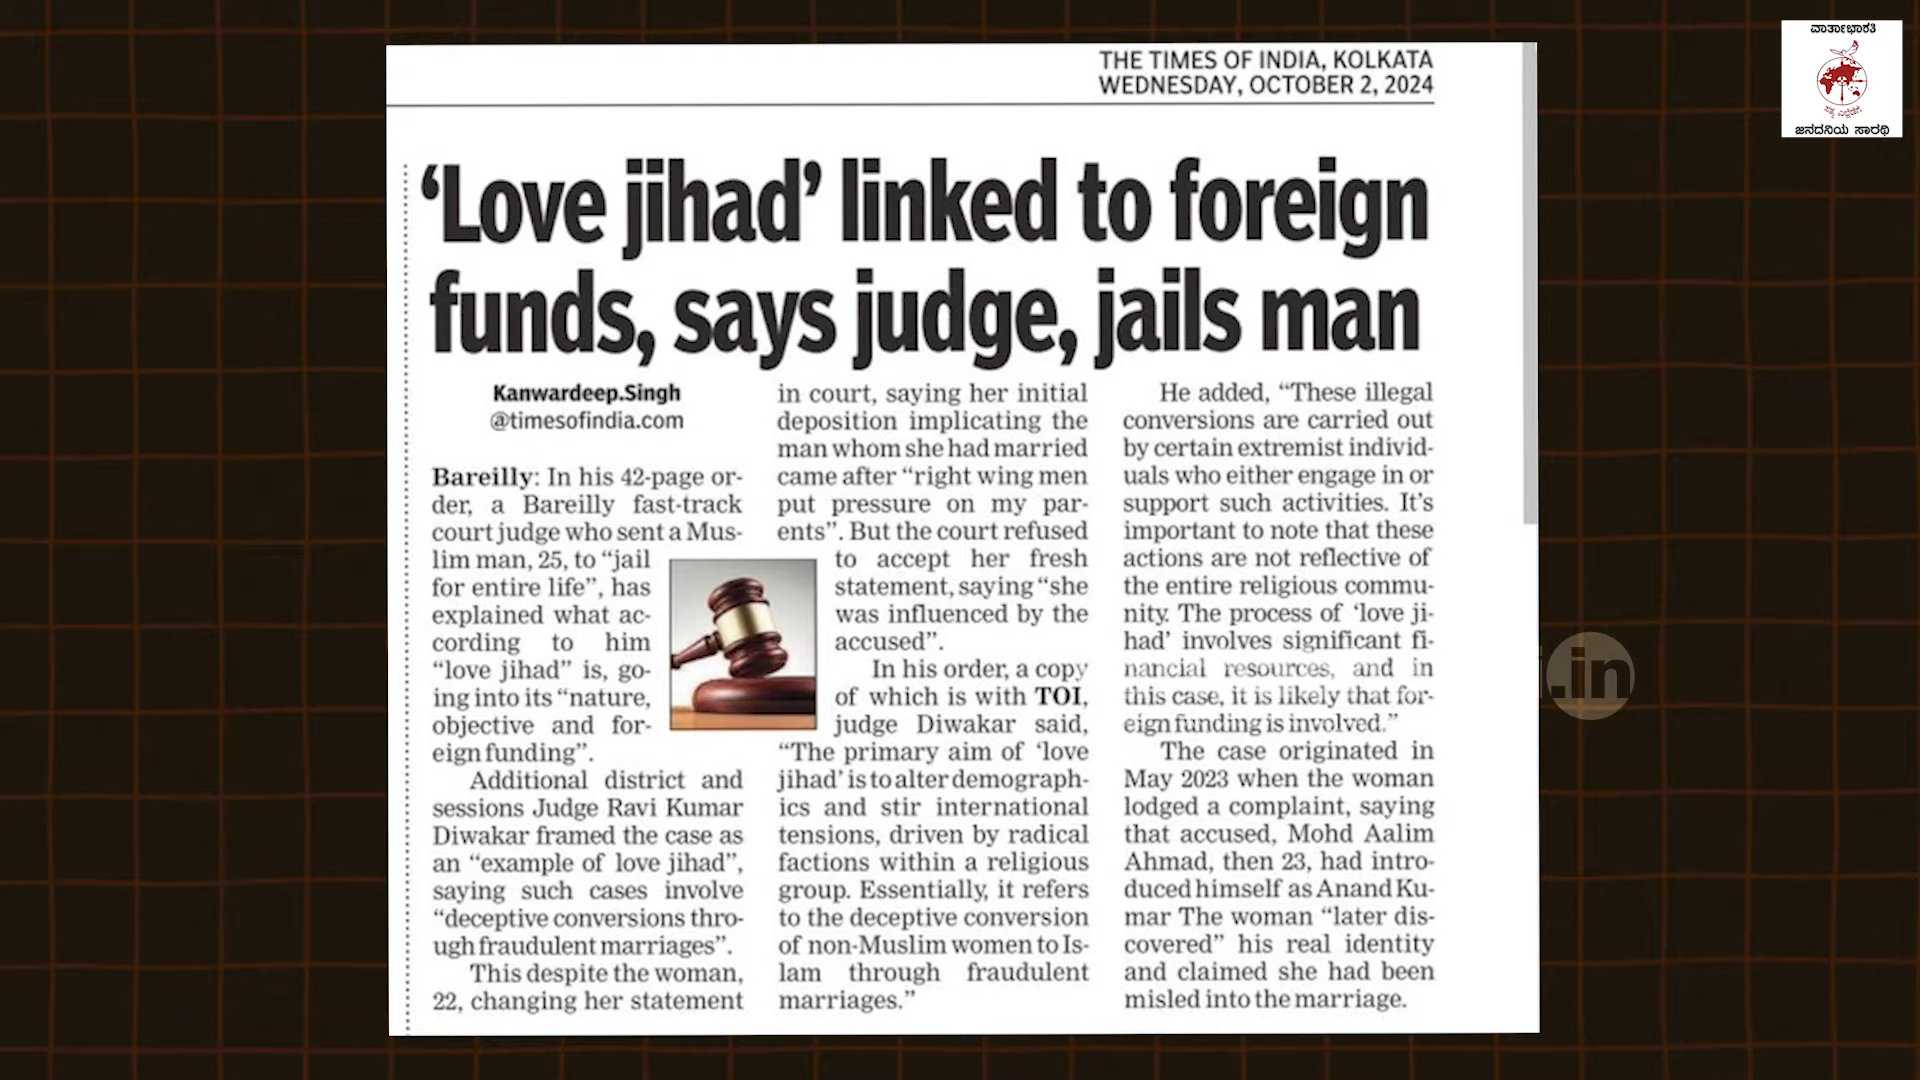 THE TIMES OF INDIA, KOLKATA
WEDNESDAY, OCTOBER 2, 2024
‘Love jihad’ linked to foreign
funds, says judge, jails man
Kanwardeep.Singh
@timesofindia.com
Bareilly: In his 42-page or-
der, a Bareilly fast-track
court judge who sent a Mus-
lim man, 25, to “jail
for entire life”, has
explained what ac-
cording to him
“love jihad” is, go-
ing into its “nature,
objective and for-
eign funding”.
Additional district and
sessions Judge Ravi Kumar
Diwakar framed the case as
an “example of love jihad”,
saying such cases involve
“deceptive conversions thro-
ugh fraudulent marriages”.
This despite the woman,
22, changing her statement
in court, saying her initial
deposition implicating the
man whom she had married
came after “right wing men
put pressure on my par-
ents”. But the court refused
to accept her fresh
statement, saying “she
was influenced by the
accused”.
In his order, a copy
of which is with TOI,
judge Diwakar said,
“The primary aim of ‘love
jihad’ is to alter demograph-
ics and stir international
tensions, driven by radical
factions within a religious
group. Essentially, it refers
to the deceptive conversion
of non-Muslim women to Is-
lam through fraudulent
marriages.”
He added, “These illegal
conversions are carried out
by certain extremist individ-
uals who either engage in or
support such activities. It’s
important to note that these
actions are not reflective of
the entire religious commu-
nity. The process of ‘love ji-
had’ involves significant fi-
nancial resources, and in
this case, it is likely that for-
eign funding is involved.”
The case originated in
May 2023 when the woman
lodged a complaint, saying
that accused, Mohd Aalim
Ahmad, then 23, had intro-
duced himself as Anand Ku-
mar The woman “later dis-
covered” his real identity
and claimed she had been
misled into the marriage.
ವಾರ್ತಾಭಾರತಿ
ಜನದನಿಯ ಸಾರಥಿ
.in